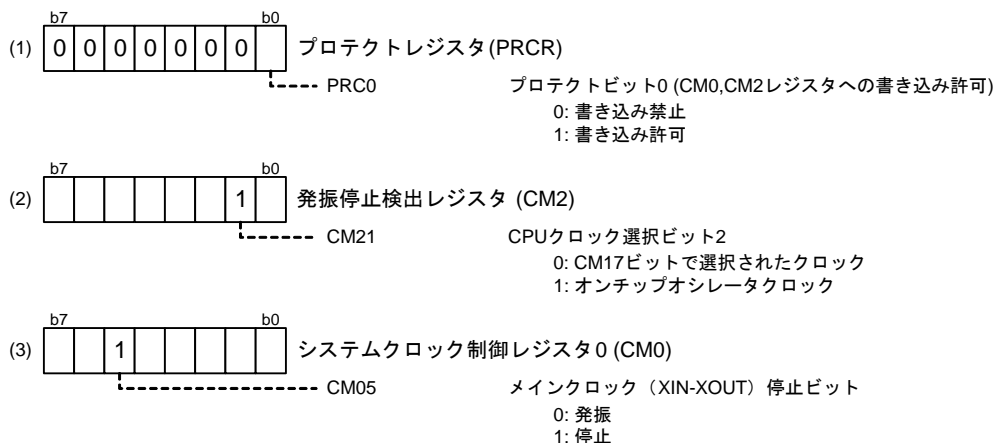 b7 b0
(1) 0 0 0 0 0 0 0 プロテクトレジスタ(PRCR)
PRC0 プロテクトビット0 (CM0,CM2レジスタへの書き込み許可)
0: 書き込み禁止
1: 書き込み許可
b7 b0
(2) 1 発振停止検出レジスタ (CM2)
CM21 CPUクロック選択ビット2
0: CM17ビットで選択されたクロック
1: オンチップオシレータクロック
b7 b0
(3) 1 システムクロック制御レジスタ0 (CM0)
CM05 メインクロック（XIN-XOUT）停止ビット
0: 発振
1: 停止